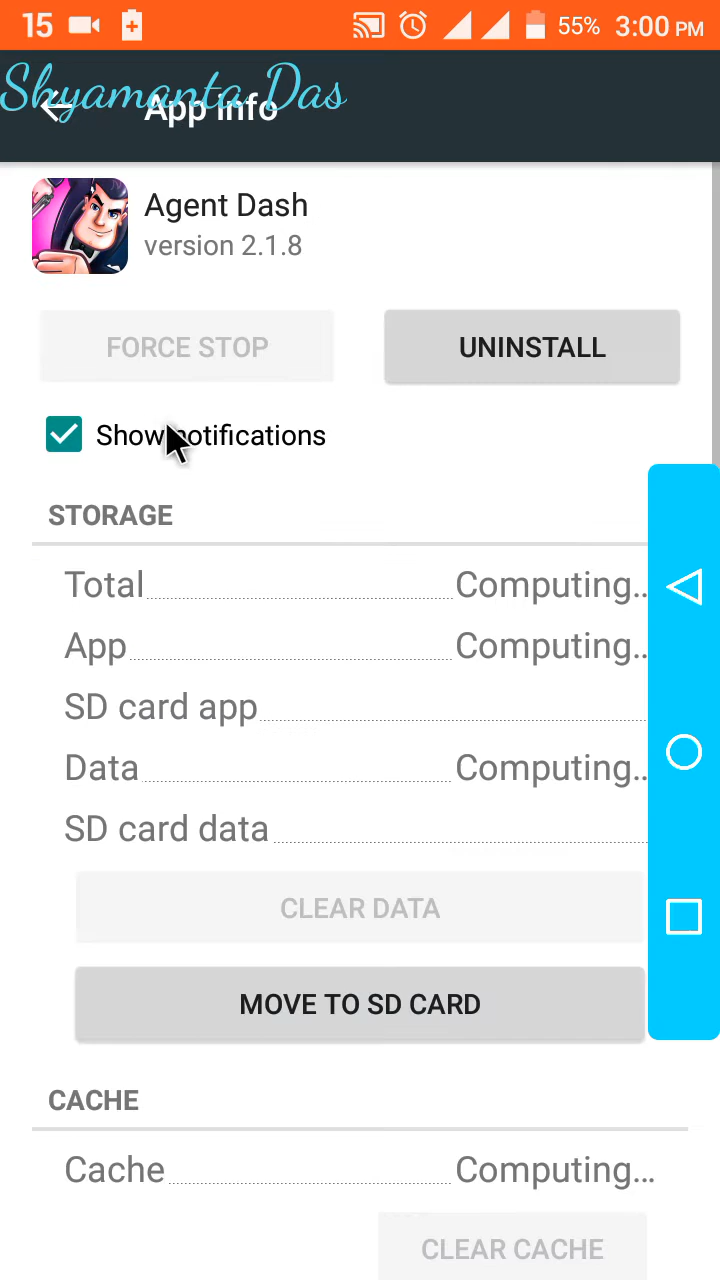 15 55% 3:00 PM
Shyamanta Das
App info
Agent Dash
version 2.1.8
FORCE STOP UNINSTALL
Show notifications
STORAGE
Total Computing..
App Computing..
SD card app
Data Computing..
SD card data
CLEAR DATA
MOVE TO SD CARD
CACHE
Cache Computing...
CLEAR CACHE